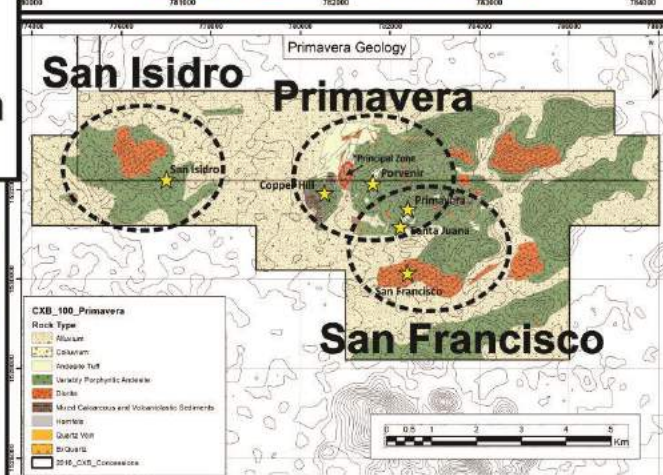 Primavera Geology
San Isidro
Primavera
San Isidro
Principal Zone
Porvenir
Copper Hill
Primavera
Santa Juana
San Francisco
San Francisco
CXB_100_Primavera
Rock Type
Alluvium
Colluvium
Andesite Tuff
Variably Porphyritic Andesite
Diorite
Mixed Calcareous and Volcaniclastic Sediments
Hornfels
Quartz Vein
BxQuartz
2016_CXB_Concessions
0 0.5 1 2 3 4 5
Km